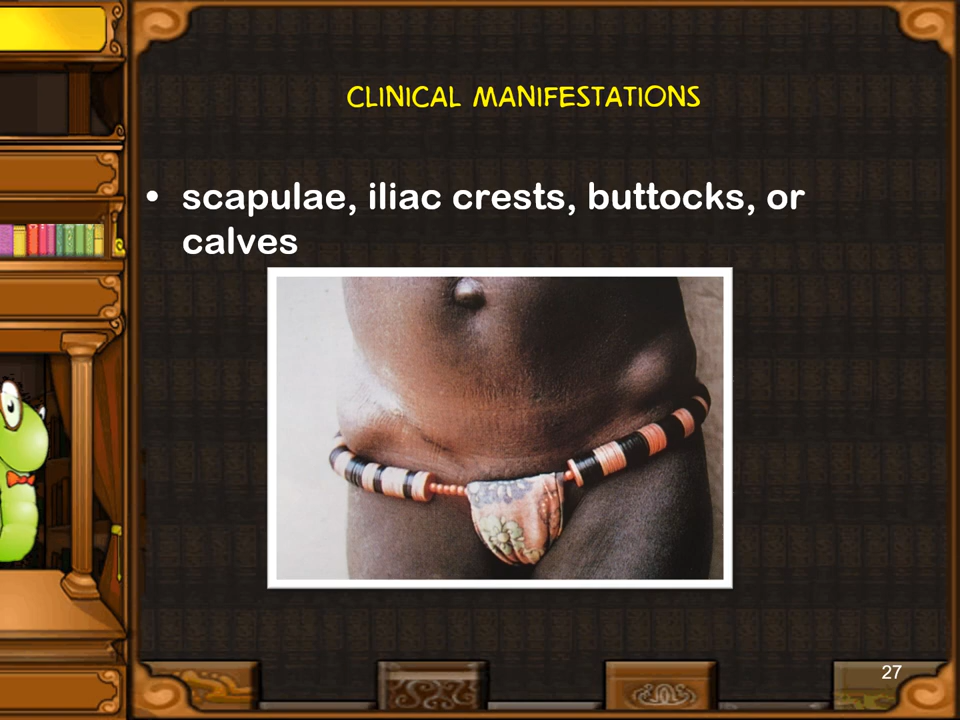 CLINICAL MANIFESTATIONS
• scapulae, iliac crests, buttocks, or
calves
27